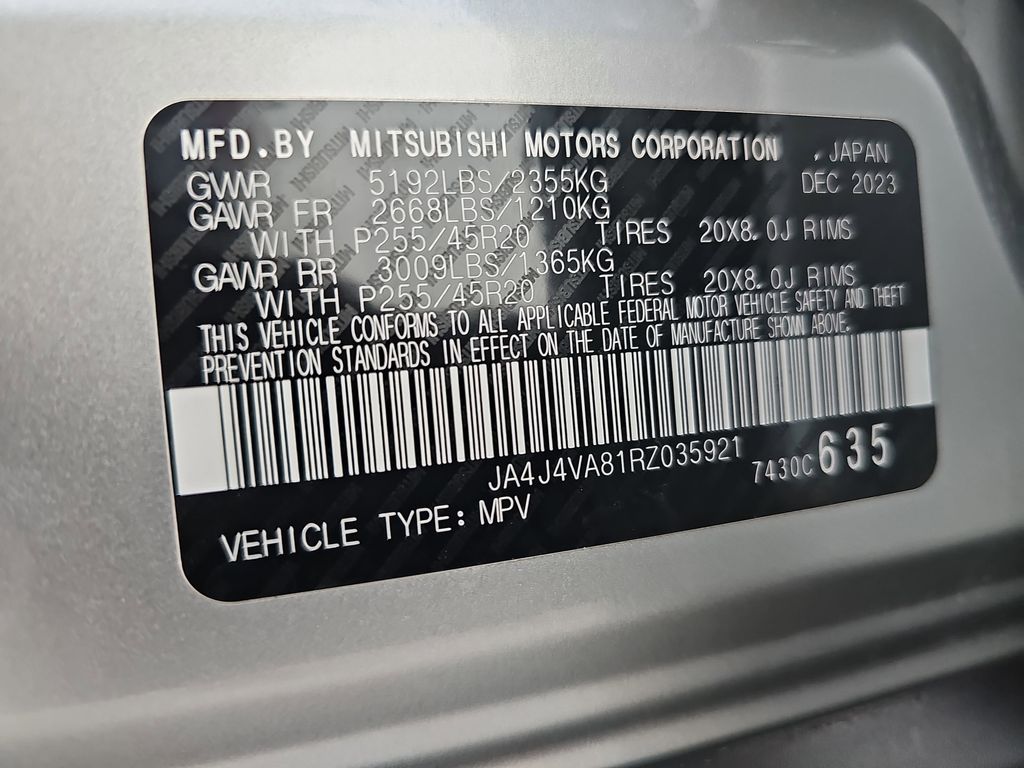 MFD.BY MITSUBISHI MOTORS CORPORATION , JAPAN
GVWR 5192LBS/2355KG DEC 2023
GAWR FR 2668LBS/1210KG
WITH P255/45R20 TIRES 20X8.0J RIMS
GAWR RR 3009LBS/1365KG
WITH P255/45R20 TIRES 20X8.0J RIMS
THIS VEHICLE CONFORMS TO ALL APPLICABLE FEDERAL MOTOR VEHICLE SAFETY AND THEFT
PREVENTION STANDARDS IN EFFECT ON THE DATE OF MANUFACTURE SHOWN ABOVE.
JA4J4VA81RZ035921 7430C635
VEHICLE TYPE: MPV